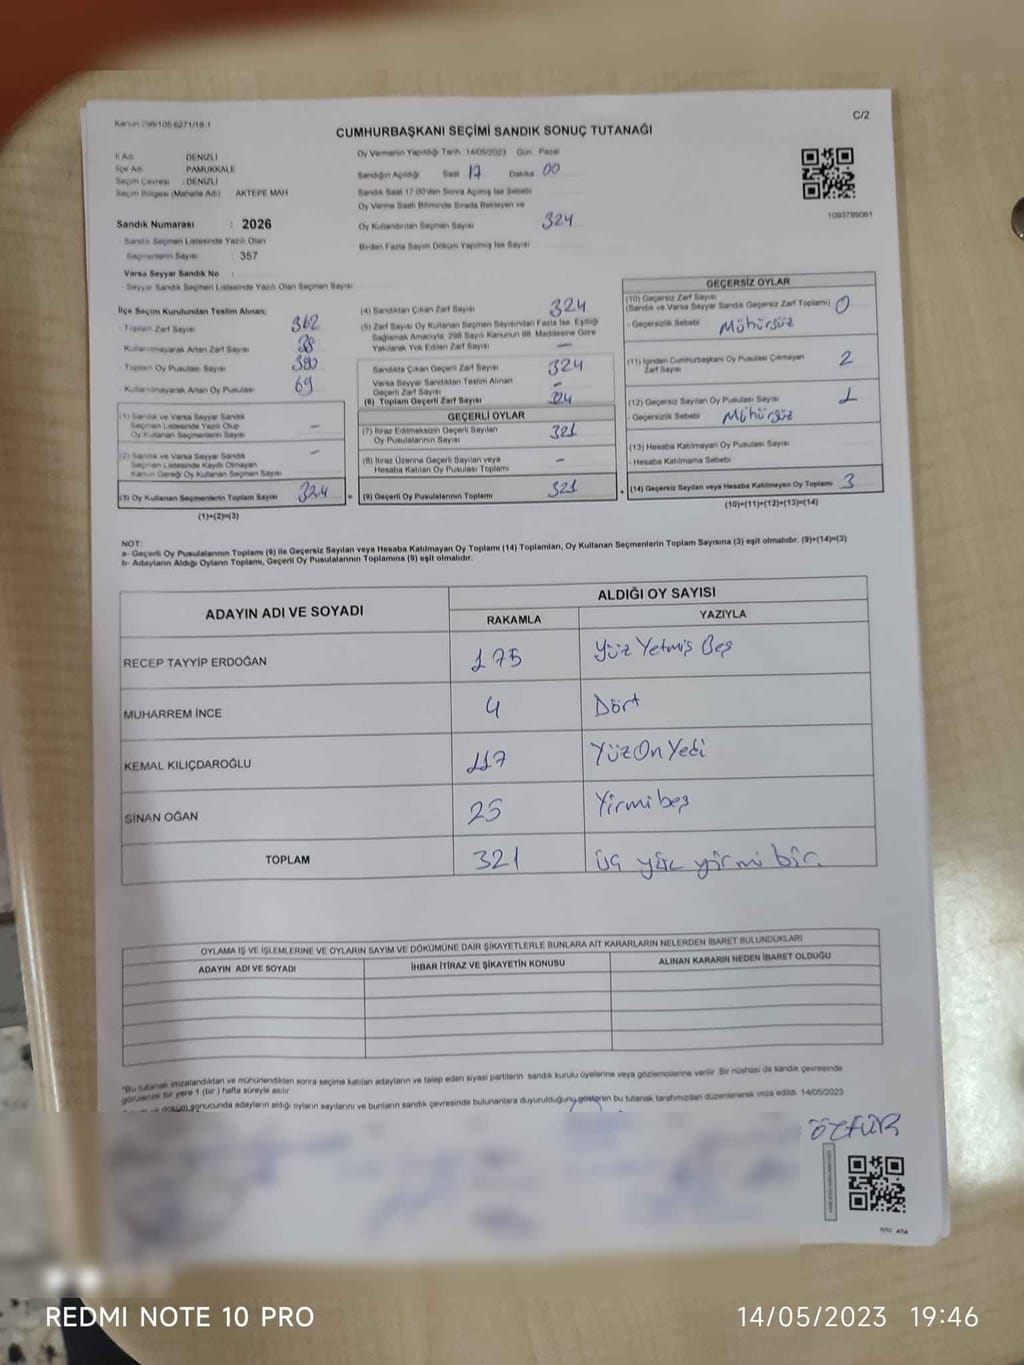 Kanun 298/105 6271/18-1
C/2
CUMHURBAŞKANI SEÇİMİ SANDIK SONUÇ TUTANAĞI
İl Adı : DENİZLİ
İlçe Adı : PAMUKKALE
Seçim Çevresi : DENİZLİ
Seçim Bölgesi (Mahalle Adı) AKTEPE MAH
Sandık Numarası : 2026
- Sandık Seçmen Listesinde Yazılı Olan
Seçmenlerin Sayısı : 357
Varsa Seyyar Sandık No :
- Seyyar Sandık Seçmen Listesinde Yazılı Olan Seçmen Sayısı
Oy Vermenin Yapıldığı Tarih 14/05/2023 Gün Pazar
Sandığın Açıldığı Saat 17 Dakika 00
Sandık Saat 17.00'den Sonra Açılmış İse Sebebi
Oy Verme Saati Bitiminde Sırada Bekleyen ve
Oy Kullandırılan Seçmen Sayısı 324
Birden Fazla Sayım Döküm Yapılmış İse Sayısı
1093789061
İlçe Seçim Kurulundan Teslim Alınan;
- Toplam Zarf Sayısı 362
- Kullanılmayarak Artan Zarf Sayısı 38
Toplam Oy Pusulası Sayısı
- Kullanılmayarak Artan Oy Pusulası 69
(1) Sandık ve Varsa Seyyar Sandık
Seçmen Listesinde Yazılı Olup
Oy Kullanan Seçmenlerin Sayısı –
(2) Sandık ve Varsa Seyyar Sandık
Seçmen Listesinde Kayıtlı Olmayan
Kanun Gereği Oy Kullanan Seçmen Sayısı –
(3) Oy Kullanan Seçmenlerin Toplam Sayısı 324
(1)+(2)=(3)
(4) Sandıktan Çıkan Zarf Sayısı 324
(5) Zarf Sayısı Oy Kullanan Seçmen Sayısından Fazla İse, Eşitliği
Sağlamak Amacıyla, 298 Sayılı Kanunun 98. Maddesine Göre
Yakılarak Yok Edilen Zarf Sayısı –
Sandıkta Çıkan Geçerli Zarf Sayısı 324
Varsa Seyyar Sandıktan Teslim Alınan
Geçerli Zarf Sayısı –
(6) Toplam Geçerli Zarf Sayısı
GEÇERLİ OYLAR
(7) İtiraz Edilmeksizin Geçerli Sayılan
Oy Pusulalarının Sayısı 321
(8) İtiraz Üzerine Geçerli Sayılan veya
Hesaba Katılan Oy Pusulası Toplamı –
= (9) Geçerli Oy Pusulalarının Toplamı 321
GEÇERSİZ OYLAR
(10) Geçersiz Zarf Sayısı
(Sandık ve Varsa Seyyar Sandık Geçersiz Zarf Toplamı) 0
- Geçersizlik Sebebi Mühürsüz
(11) İçinden Cumhurbaşkanı Oy Pusulası Çıkmayan
Zarf Sayısı 2
(12) Geçersiz Sayılan Oy Pusulası Sayısı 1
- Geçersizlik Sebebi Mühürsüz
(13) Hesaba Katılmayan Oy Pusulası Sayısı
- Hesaba Katılmama Sebebi
+ (14) Geçersiz Sayılan veya Hesaba Katılmayan Oy Toplamı 3
(10)+(11)+(12)+(13)=(14)
NOT:
a- Geçerli Oy Pusulalarının Toplamı (9) ile Geçersiz Sayılan veya Hesaba Katılmayan Oy Toplamı (14) Toplamları, Oy Kullanan Seçmenlerin Toplam Sayısına (3) eşit olmalıdır. (9)+(14)=(3)
b- Adayların Aldığı Oyların Toplamı, Geçerli Oy Pusulalarının Toplamına (9) eşit olmalıdır.
ADAYIN ADI VE SOYADI
ALDIĞI OY SAYISI
RAKAMLA YAZIYLA
RECEP TAYYİP ERDOĞAN 175 Yüz Yetmiş Beş
MUHARREM İNCE 4 Dört
KEMAL KILIÇDAROĞLU 117 Yüz On Yedi
SİNAN OĞAN 25 Yirmi beş
TOPLAM 321 üç yüz yirmi bir.
OYLAMA İŞ VE İŞLEMLERİNE VE OYLARIN SAYIM VE DÖKÜMÜNE DAİR ŞİKAYETLERLE BUNLARA AİT KARARLARIN NELERDEN İBARET BULUNDUKLARI
ADAYIN ADI VE SOYADI İHBAR İTİRAZ VE ŞİKAYETİN KONUSU ALINAN KARARIN NEDEN İBARET OLDUĞU
*Bu tutanak imzalandıktan ve mühürlendikten sonra seçime katılan adayların ve talep eden siyasi partilerin sandık kurulu üyelerine veya gözlemcilerine verilir. Bir nüshası da sandık çevresinde
görülecek bir yere 1 (bir) hafta süreyle asılır
döküm sonucunda adayların aldığı oyların sayılarını ve bunların sandık çevresinde bulunanlara duyurulduğunu gösteren bu tutanak tarafımızdan düzenlenerek imza edildi. 14/05/2023
REDMI NOTE 10 PRO
14/05/2023 19:46